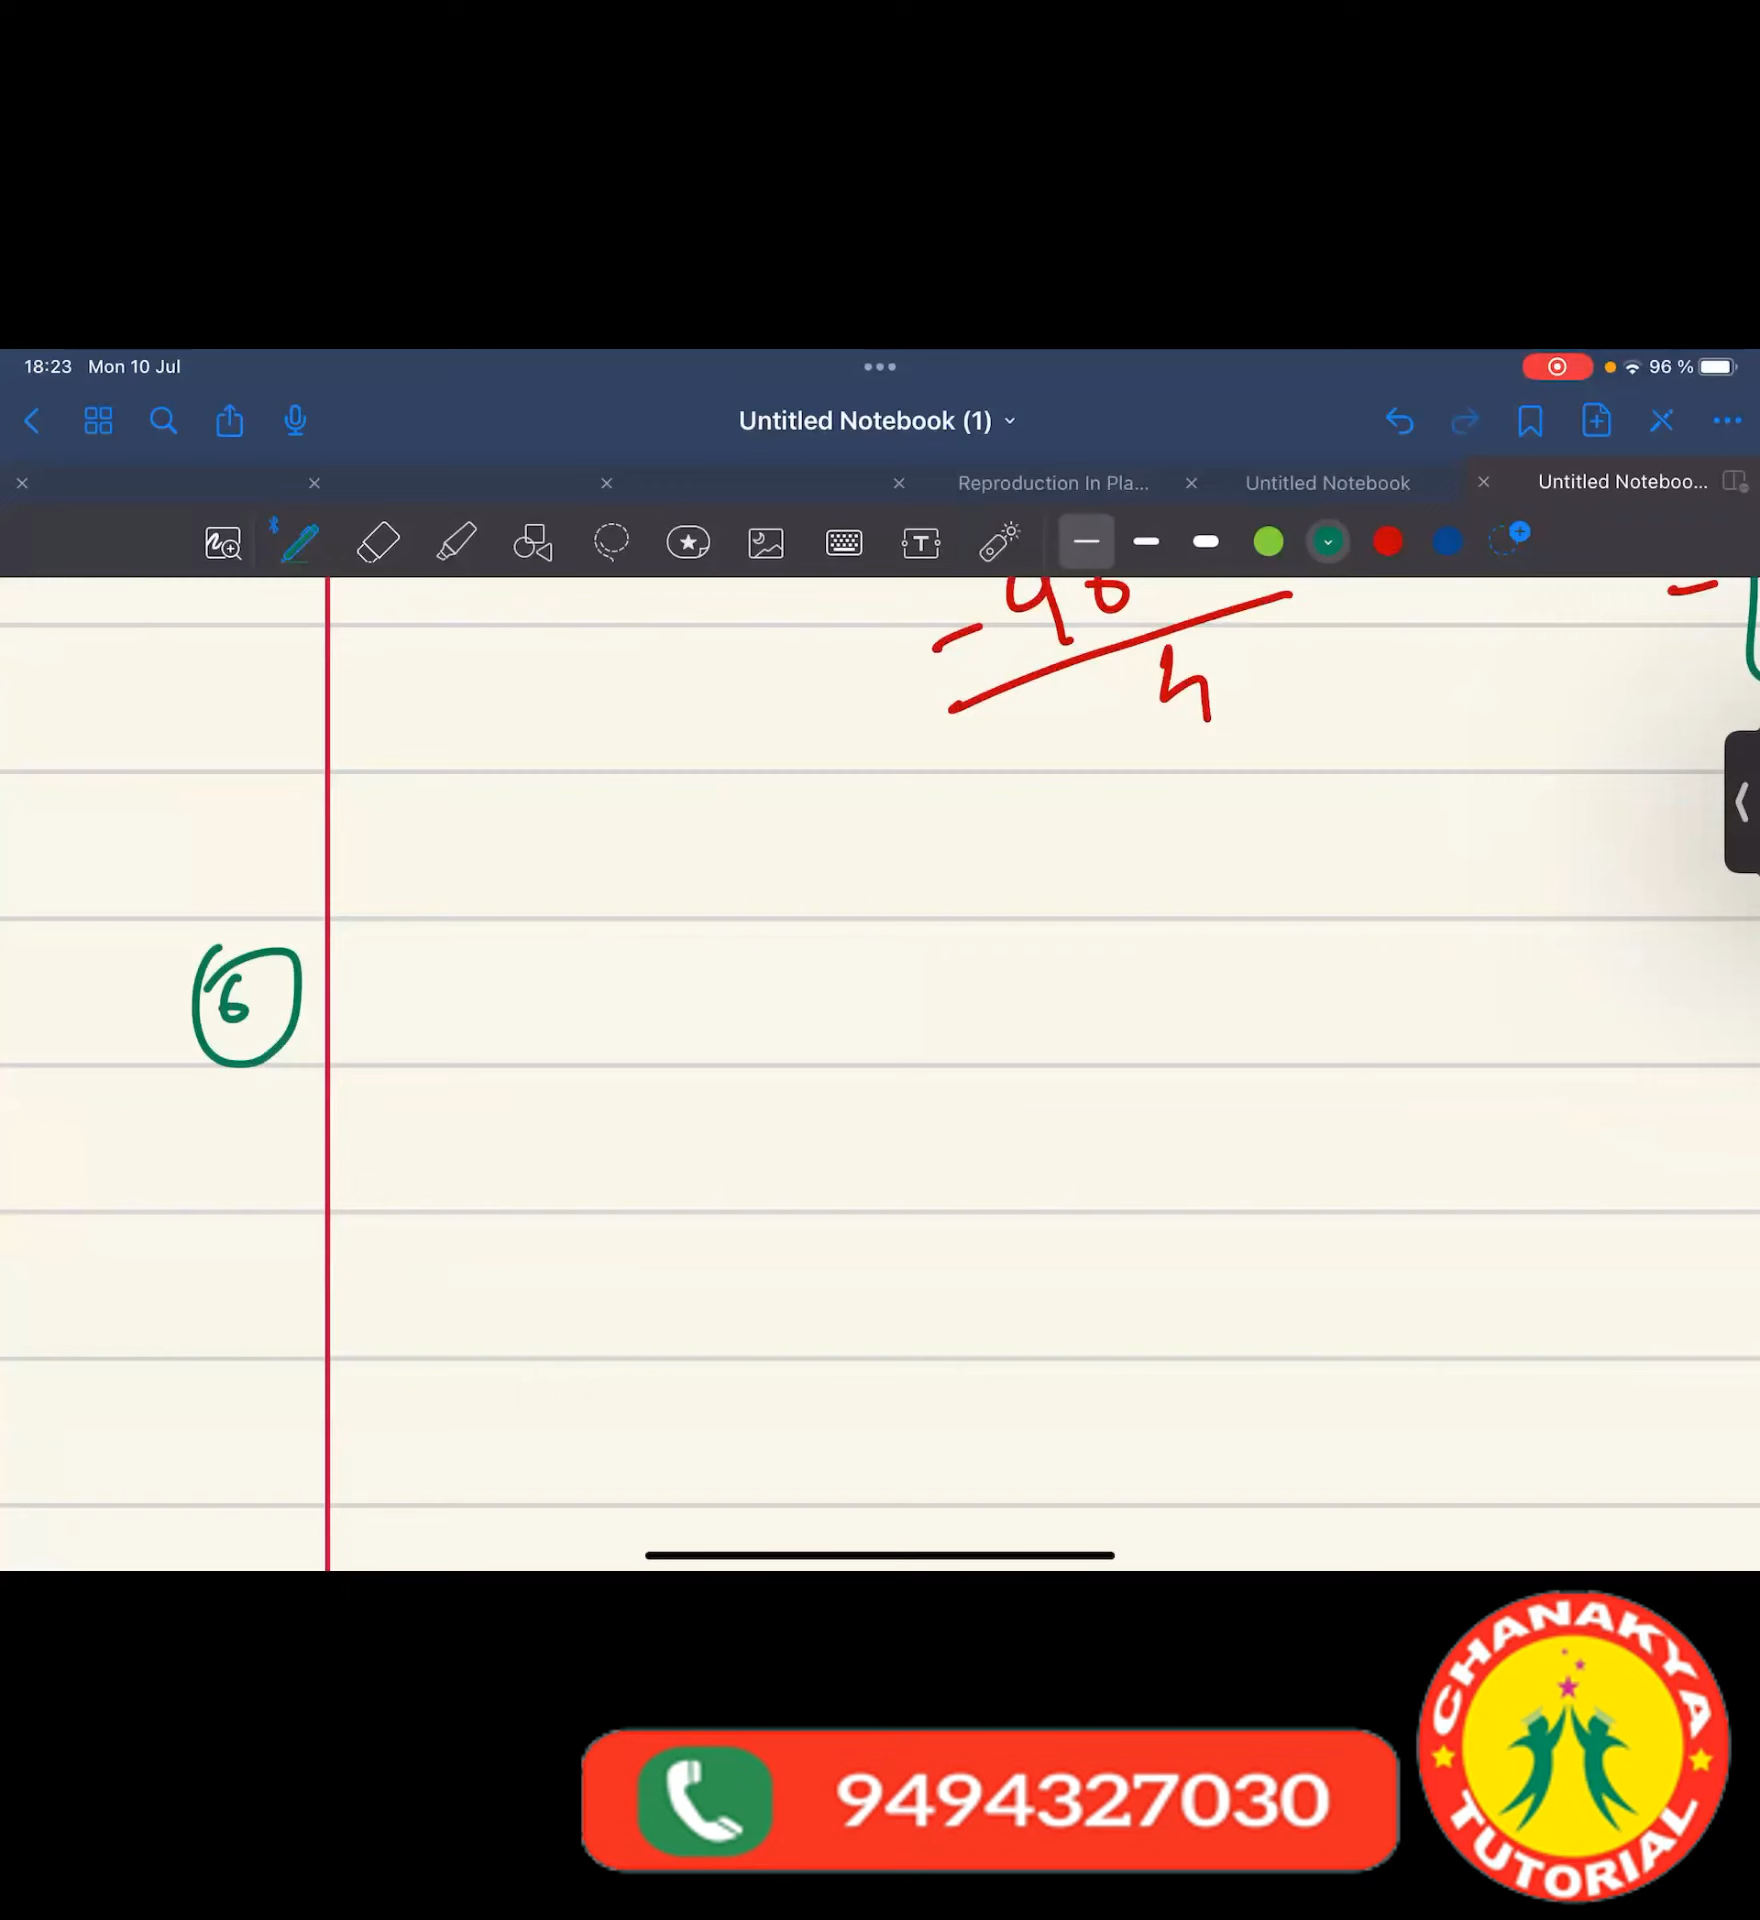 18:23 Mon 10 Jul
96 %
Untitled Notebook (1)
Reproduction In Pla...
Untitled Notebook
Untitled Noteboo...
T
6
9494327030
CHANAKYA
TUTORIAL